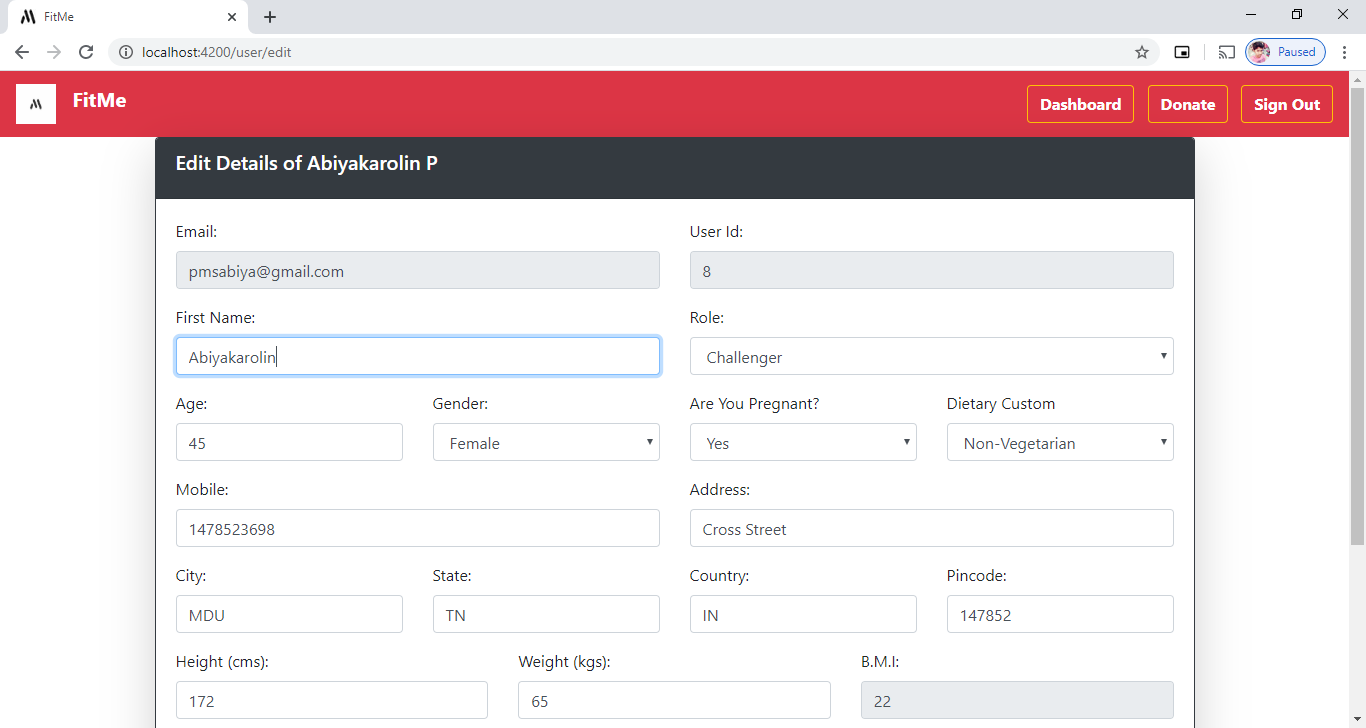 FitMe
localhost:4200/user/edit
Paused
FitMe
Dashboard Donate Sign Out
Edit Details of Abiyakarolin P
Email: User Id:
pmsabiya@gmail.com 8
First Name: Role:
Abiyakarolin Challenger
Age: Gender: Are You Pregnant? Dietary Custom
45 Female Yes Non-Vegetarian
Mobile: Address:
1478523698 Cross Street
City: State: Country: Pincode:
MDU TN IN 147852
Height (cms): Weight (kgs): B.M.I:
172 65 22